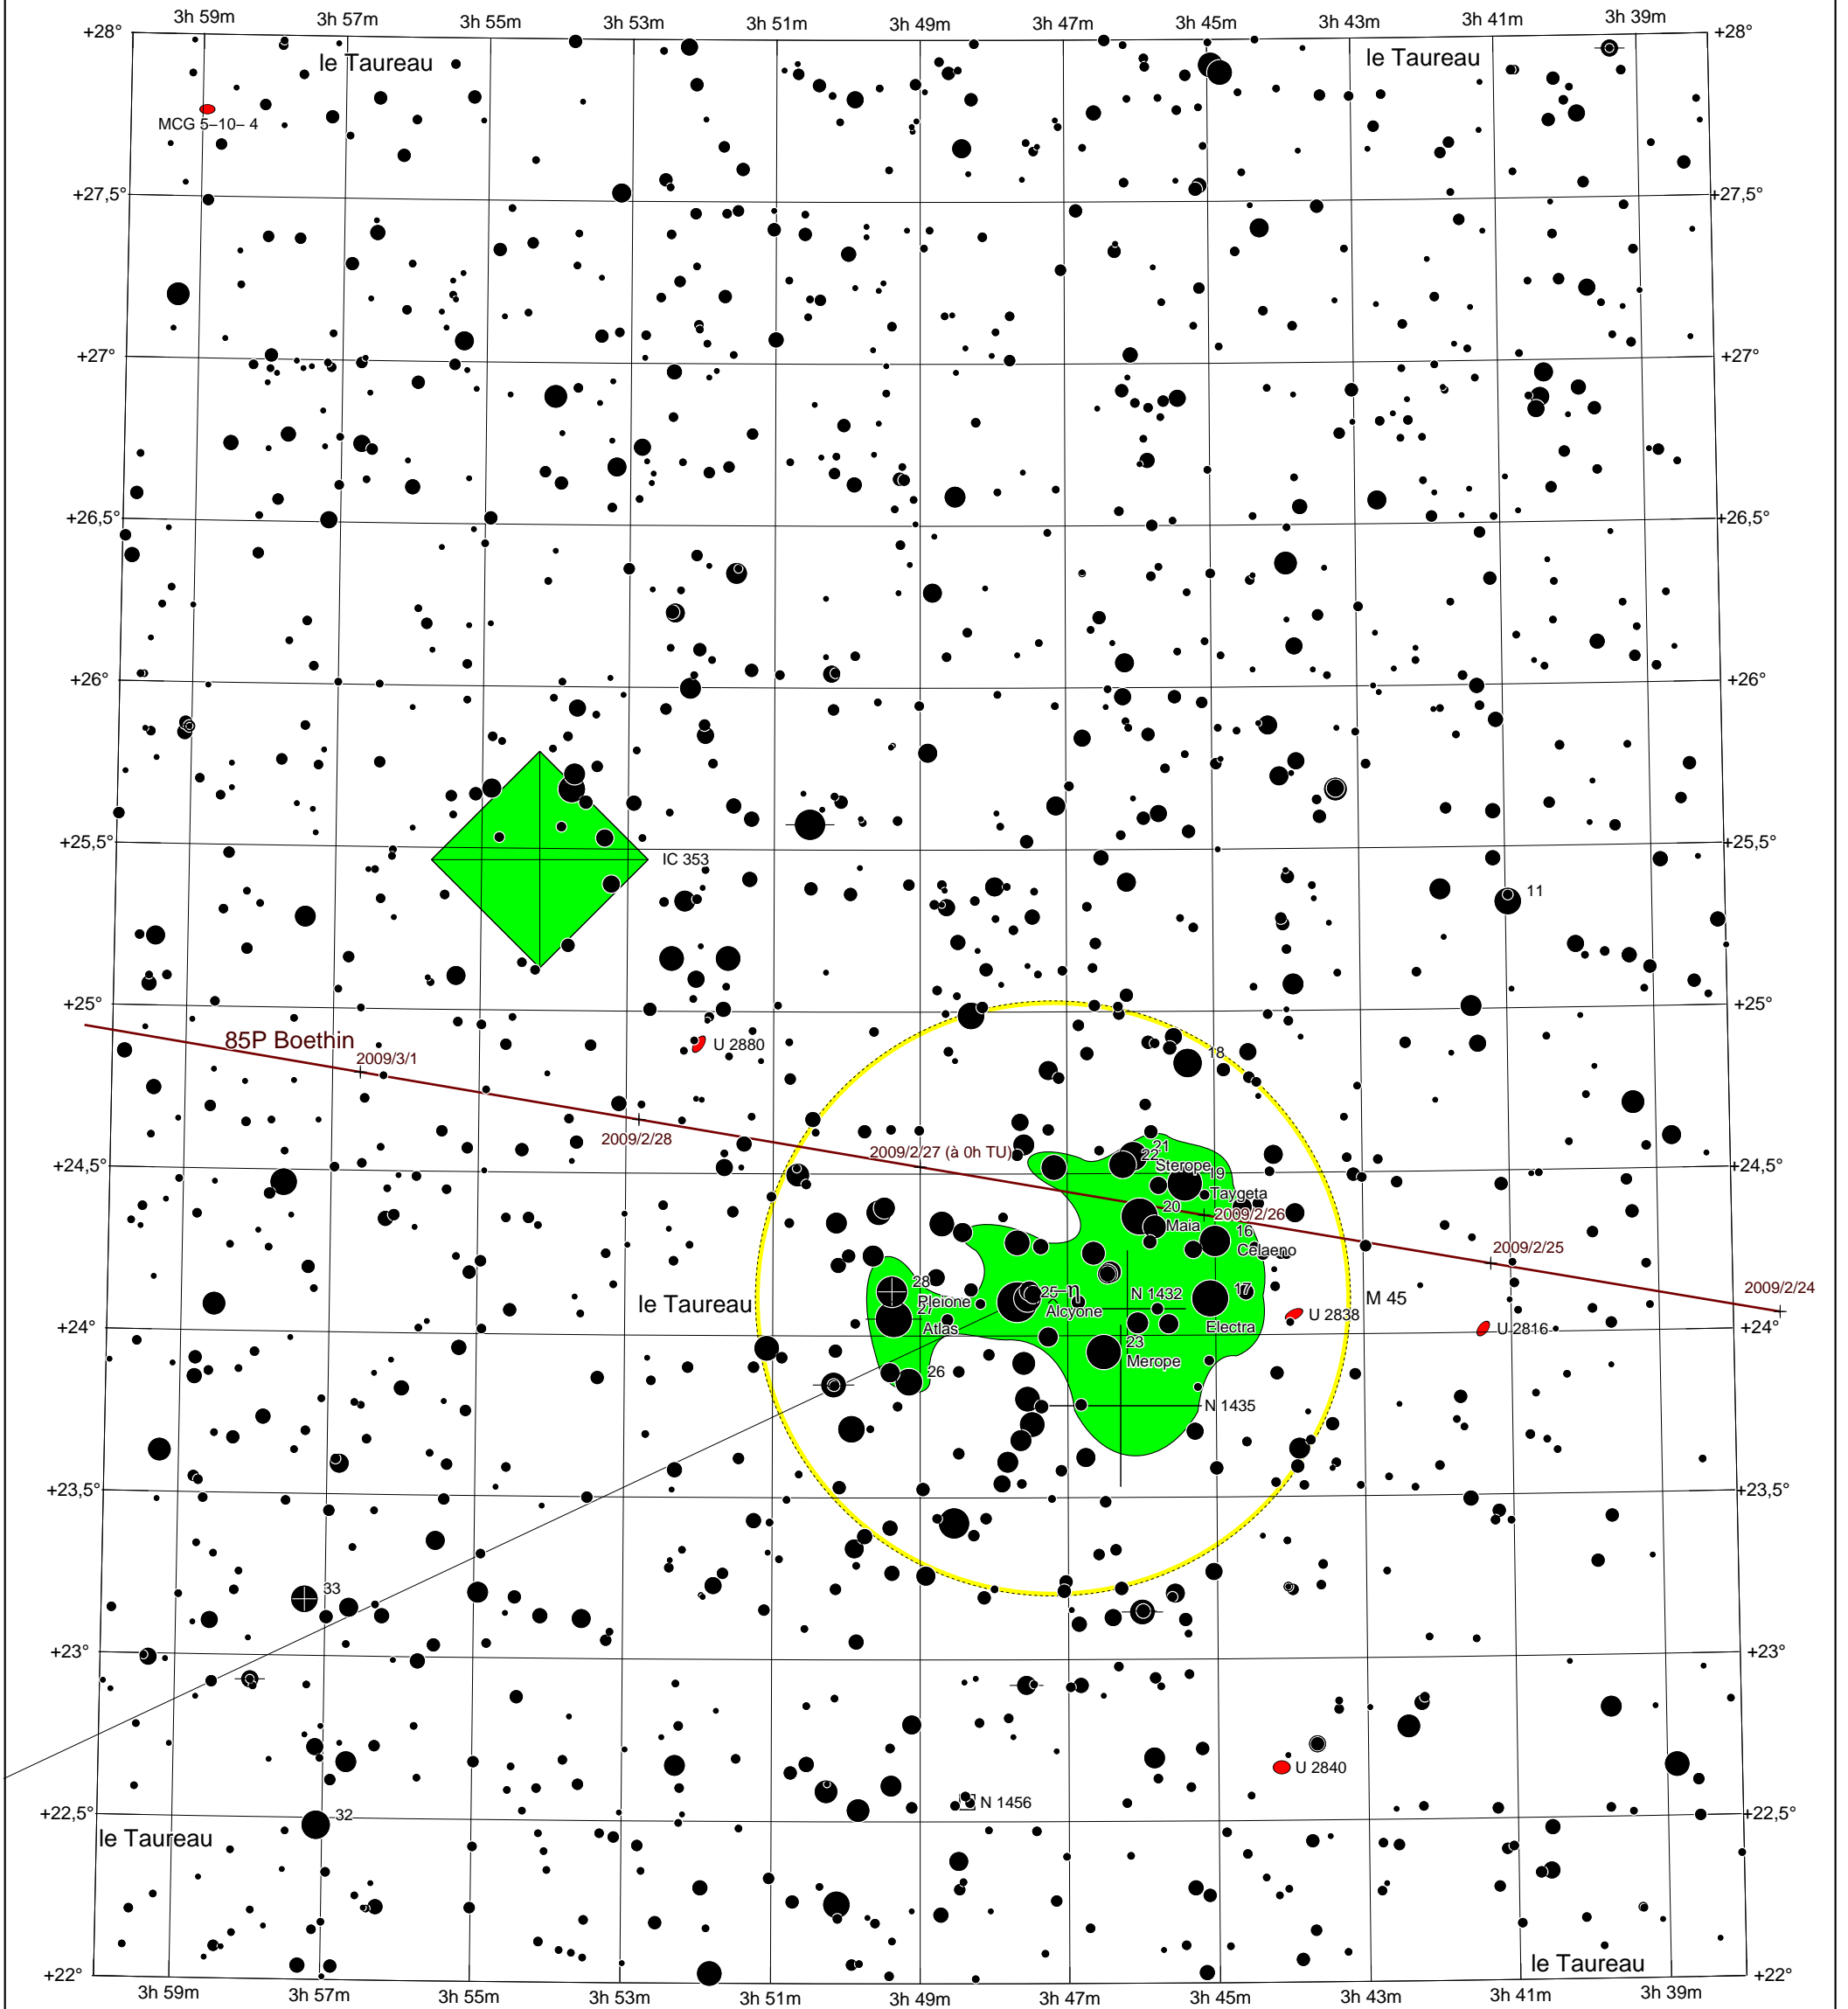 3h 59m 3h 57m 3h 55m 3h 53m 3h 51m 3h 49m 3h 47m 3h 45m 3h 43m 3h 41m 3h 39m
+28° +28°
le Taureau le Taureau
MCG 5–10– 4
+27,5° +27,5°
+27° +27°
+26,5° +26,5°
+26° +26°
+25,5° +25,5°
IC 353
11
+25° +25°
85P Boethin
U 2880
2009/3/1
18
2009/2/28
2009/2/27 (à 0h TU)
21
22
Sterope
+24,5° +24,5°
19
Taygeta
20
2009/2/26
Maia
16
Celaeno
2009/2/25
28
Pleione
25–η
N 1432
17
2009/2/24
le Taureau
27
Alcyone
M 45
U 2838
Atlas
Electra
U 2816
+24° +24°
23
Merope
26
N 1435
+23,5° +23,5°
33
+23° +23°
U 2840
N 1456
+22,5° +22,5°
32
le Taureau
le Taureau
+22° +22°
3h 59m 3h 57m 3h 55m 3h 53m 3h 51m 3h 49m 3h 47m 3h 45m 3h 43m 3h 41m 3h 39m